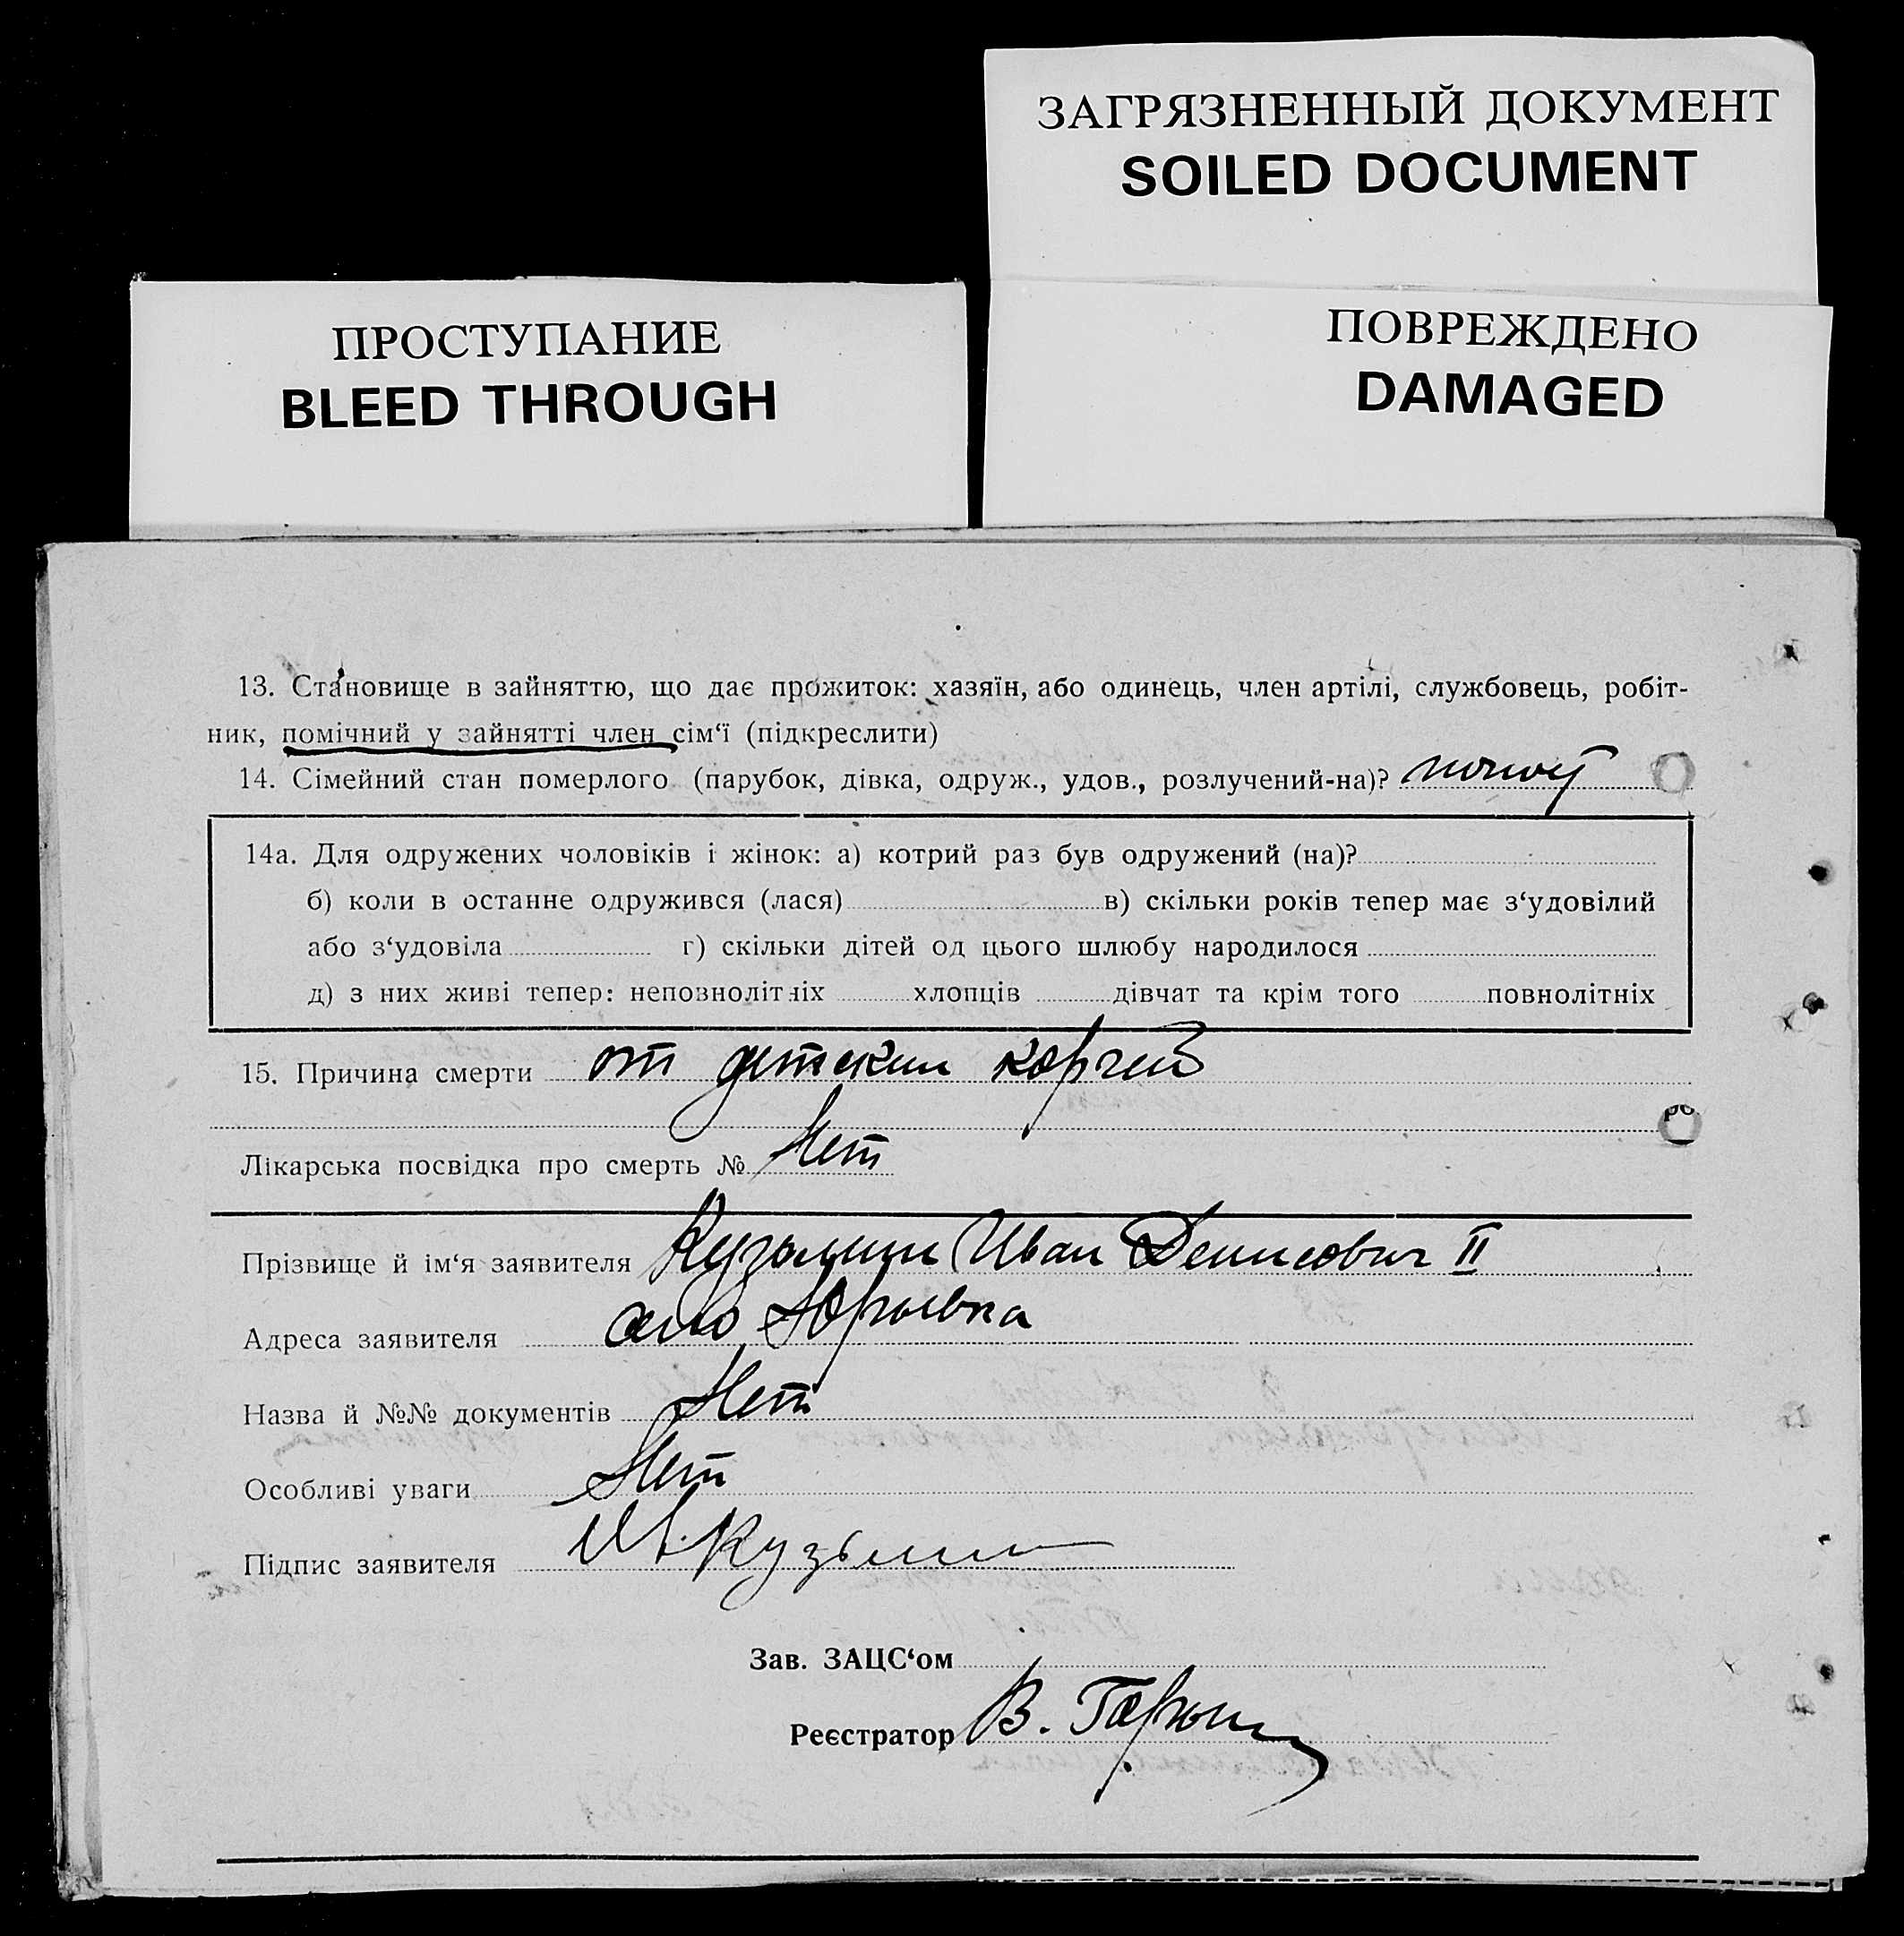 ЗАГРЯЗНЕННЫЙ ДОКУМЕНТ
SOILED DOCUMENT
ПРОСТУПАНИЕ
BLEED THROUGH
ПОВРЕЖДЕНО
DAMAGED
13. Становище в зайняттю, що дає прожиток: хазяїн, або одинець, член артілі, службовець, робіт-
ник, помічний у зайнятті член сім‘ї (підкреслити)
14. Сімейний стан померлого (парубок, дівка, одруж., удов., розлучений-на)?
14а. Для одружених чоловіків і жінок: а) котрий раз був одружений (на)?
б) коли в останне одружився (лася) в) скільки років тепер має з‘удовілий
або з‘удовіла г) скільки дітей од цього шлюбу народилося
д) з них живі тепер: неповнолітніх хлопців дівчат та крім того повнолітніх
15. Причина смерти от детских корчей
Лікарська посвідка про смерть № Нет
Прізвище й ім‘я заявителя Кузьмин Иван Денисович II
Адреса заявителя село Юрьевка
Назва й №№ документів Нет
Особливі уваги Нет
Підпис заявителя Кузьмин
Зав. ЗАЦС‘ом
Реєстратор В.